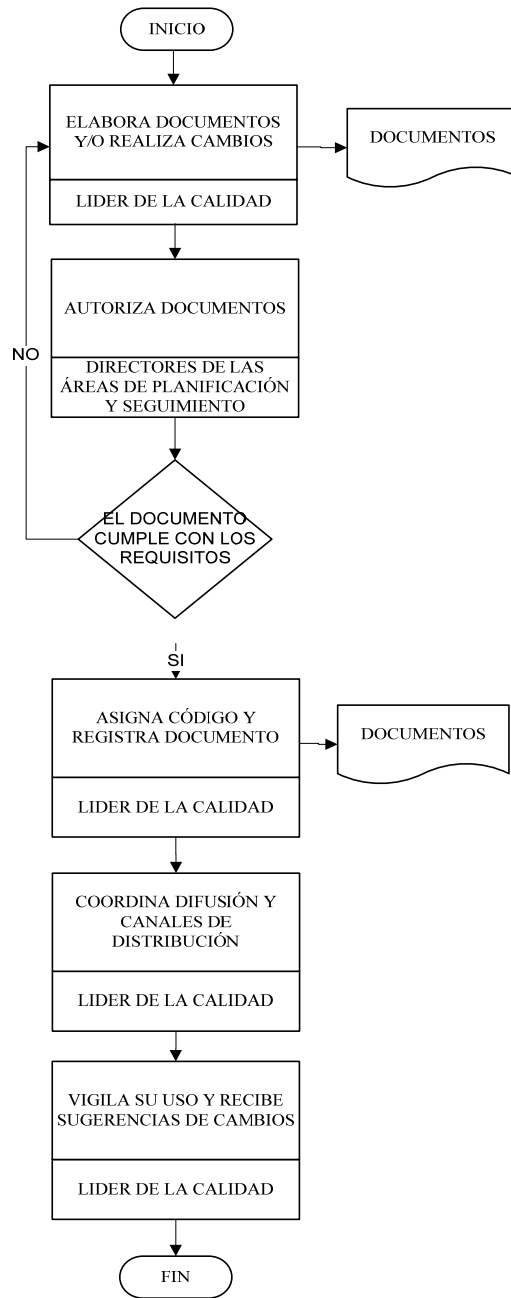 INICIO
ELABORA DOCUMENTOS
Y/O REALIZA CAMBIOS
DOCUMENTOS
LIDER DE LA CALIDAD
AUTORIZA DOCUMENTOS
NO
DIRECTORES DE LAS
ÁREAS DE PLANIFICACIÓN
Y SEGUIMIENTO
EL DOCUMENTO
CUMPLE CON LOS
REQUISITOS
SI
ASIGNA CÓDIGO Y
REGISTRA DOCUMENTO
DOCUMENTOS
LIDER DE LA CALIDAD
COORDINA DIFUSIÓN Y
CANALES DE
DISTRIBUCIÓN
LIDER DE LA CALIDAD
VIGILA SU USO Y RECIBE
SUGERENCIAS DE CAMBIOS
LIDER DE LA CALIDAD
FIN